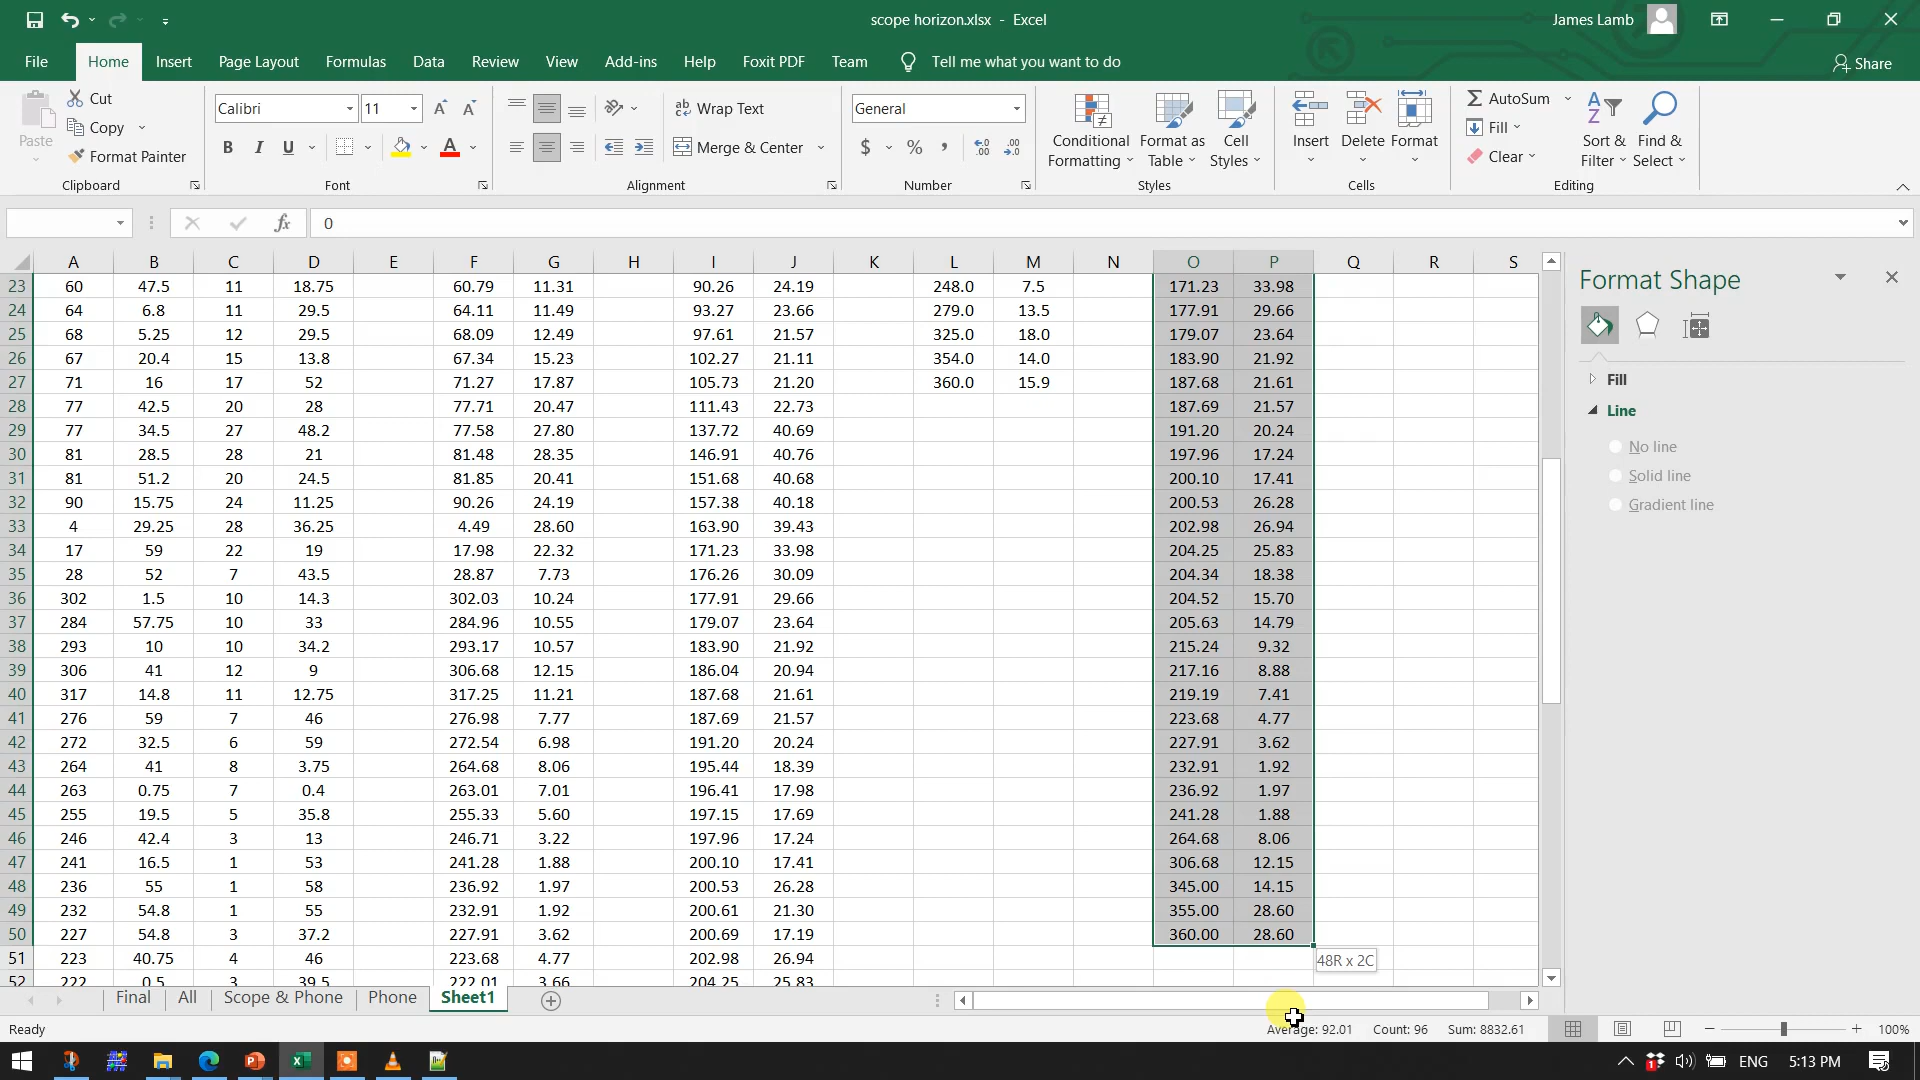 scope horizon.xlsx - Excel
James Lamb
File Home Insert Page Layout Formulas Data Review View Add-ins Help Foxit PDF Team Tell me what you want to do Share
Paste Cut Copy Format Painter Clipboard
Calibri 11 B I U A Font
ab Wrap Text Merge & Center Alignment
General $ % , Number
Conditional Formatting Format as Table Cell Styles Styles
Insert Delete Format Cells
AutoSum Fill Clear Sort & Filter Find & Select Editing
fx 0
A B C D E F G H I J K L M N O P Q R S
23 60 47.5 11 18.75 60.79 11.31 90.26 24.19 248.0 7.5 171.23 33.98
24 64 6.8 11 29.5 64.11 11.49 93.27 23.66 279.0 13.5 177.91 29.66
25 68 5.25 12 29.5 68.09 12.49 97.61 21.57 325.0 18.0 179.07 23.64
26 67 20.4 15 13.8 67.34 15.23 102.27 21.11 354.0 14.0 183.90 21.92
27 71 16 17 52 71.27 17.87 105.73 21.20 360.0 15.9 187.68 21.61
28 77 42.5 20 28 77.71 20.47 111.43 22.73 187.69 21.57
29 77 34.5 27 48.2 77.58 27.80 137.72 40.69 191.20 20.24
30 81 28.5 28 21 81.48 28.35 146.91 40.76 197.96 17.24
31 81 51.2 20 24.5 81.85 20.41 151.68 40.68 200.10 17.41
32 90 15.75 24 11.25 90.26 24.19 157.38 40.18 200.53 26.28
33 4 29.25 28 36.25 4.49 28.60 163.90 39.43 202.98 26.94
34 17 59 22 19 17.98 22.32 171.23 33.98 204.25 25.83
35 28 52 7 43.5 28.87 7.73 176.26 30.09 204.34 18.38
36 302 1.5 10 14.3 302.03 10.24 177.91 29.66 204.52 15.70
37 284 57.75 10 33 284.96 10.55 179.07 23.64 205.63 14.79
38 293 10 10 34.2 293.17 10.57 183.90 21.92 215.24 9.32
39 306 41 12 9 306.68 12.15 186.04 20.94 217.16 8.88
40 317 14.8 11 12.75 317.25 11.21 187.68 21.61 219.19 7.41
41 276 59 7 46 276.98 7.77 187.69 21.57 223.68 4.77
42 272 32.5 6 59 272.54 6.98 191.20 20.24 227.91 3.62
43 264 41 8 3.75 264.68 8.06 195.44 18.39 232.91 1.92
44 263 0.75 7 0.4 263.01 7.01 196.41 17.98 236.92 1.97
45 255 19.5 5 35.8 255.33 5.60 197.15 17.69 241.28 1.88
46 246 42.4 3 13 246.71 3.22 197.96 17.24 264.68 8.06
47 241 16.5 1 53 241.28 1.88 200.10 17.41 306.68 12.15
48 236 55 1 58 236.92 1.97 200.53 26.28 345.00 14.15
49 232 54.8 1 55 232.91 1.92 200.61 21.30 355.00 28.60
50 227 54.8 3 37.2 227.91 3.62 200.69 17.19 360.00 28.60
51 223 40.75 4 46 223.68 4.77 202.98 26.94
48R x 2C
52 222 0.5 3 39.5 222.01 3.66 204.25 25.83
Format Shape
Fill
Line
No line
Solid line
Gradient line
Final All Scope & Phone Phone Sheet1
Ready Average: 92.01 Count: 96 Sum: 8832.61 100%
ENG 5:13 PM